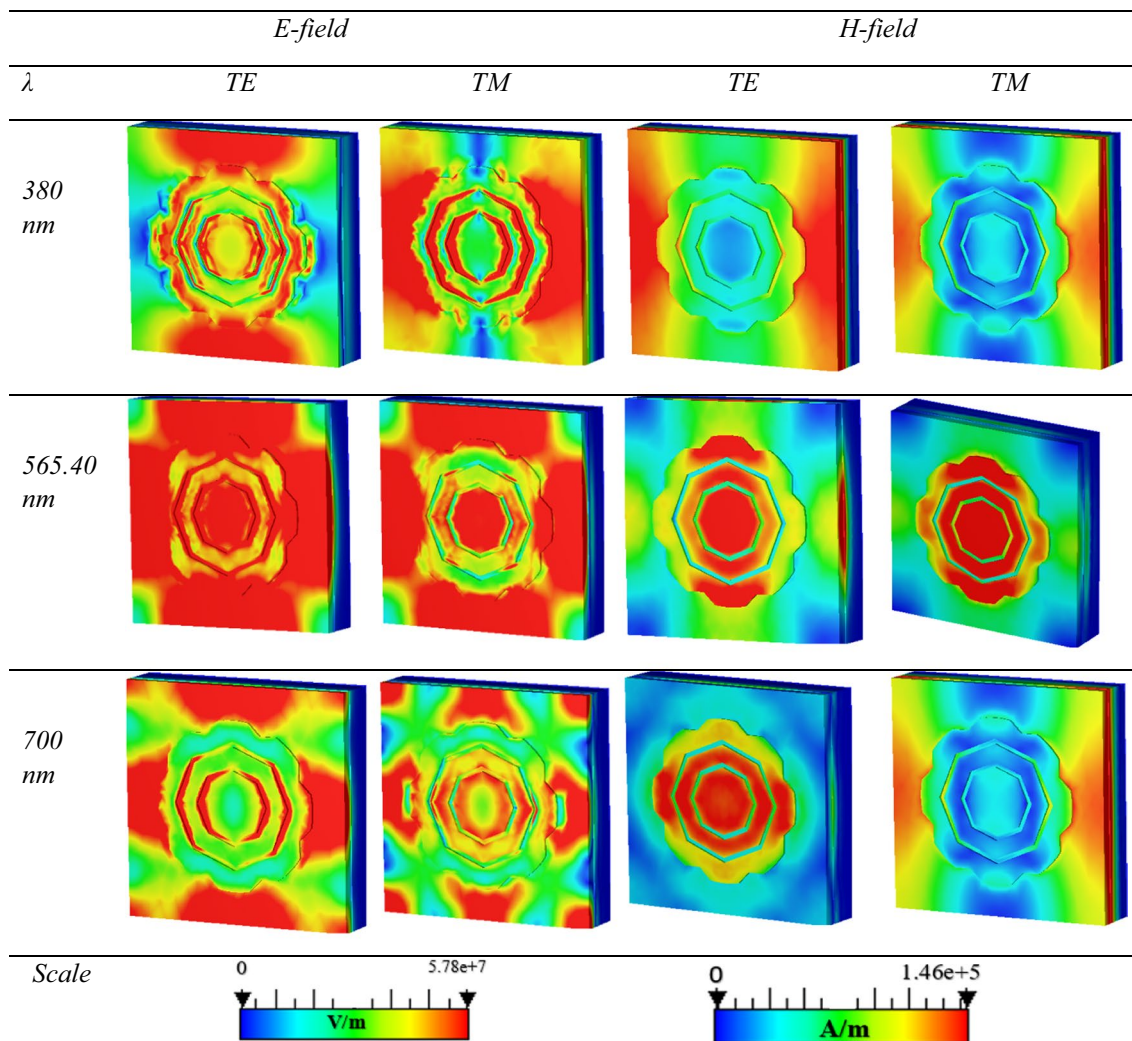 E-field H-field
λ TE TM TE TM
380
nm
565.40
nm
700
nm
Scale 0 5.78e+7 0 1.46e+5
V/m A/m